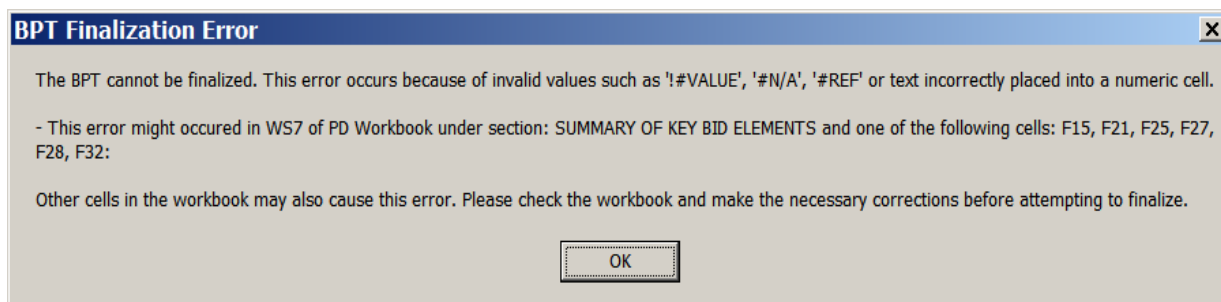 BPT Finalization Error
The BPT cannot be finalized. This error occurs because of invalid values such as '!#VALUE', '#N/A', '#REF' or text incorrectly placed into a numeric cell.
- This error might occured in WS7 of PD Workbook under section: SUMMARY OF KEY BID ELEMENTS and one of the following cells: F15, F21, F25, F27,
F28, F32:
Other cells in the workbook may also cause this error. Please check the workbook and make the necessary corrections before attempting to finalize.
OK